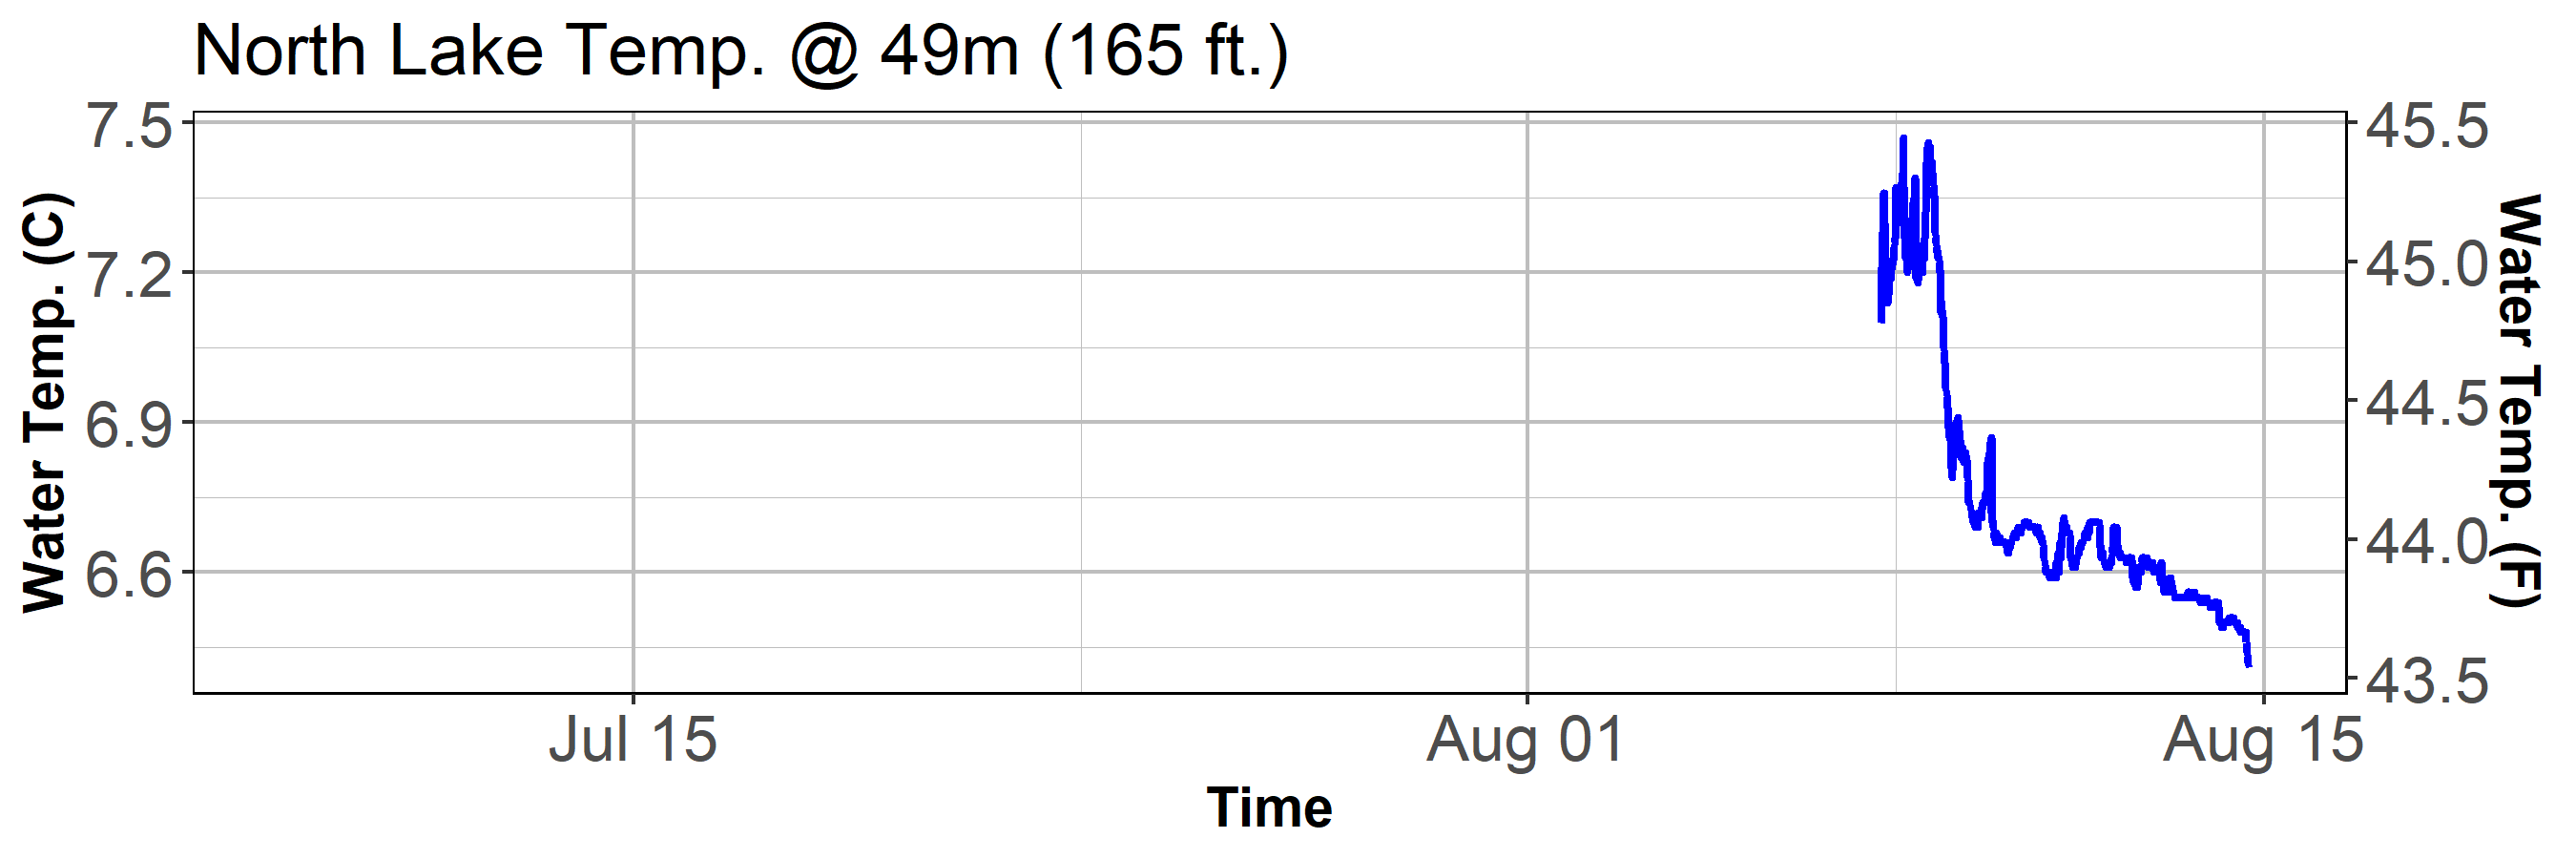 North Lake Temp. @ 49m (165 ft.)
7.5
7.2
6.9
6.6
Water Temp. (C)
45.5
45.0
44.5
44.0
43.5
Water Temp. (F)
Jul 15
Aug 01
Aug 15
Time